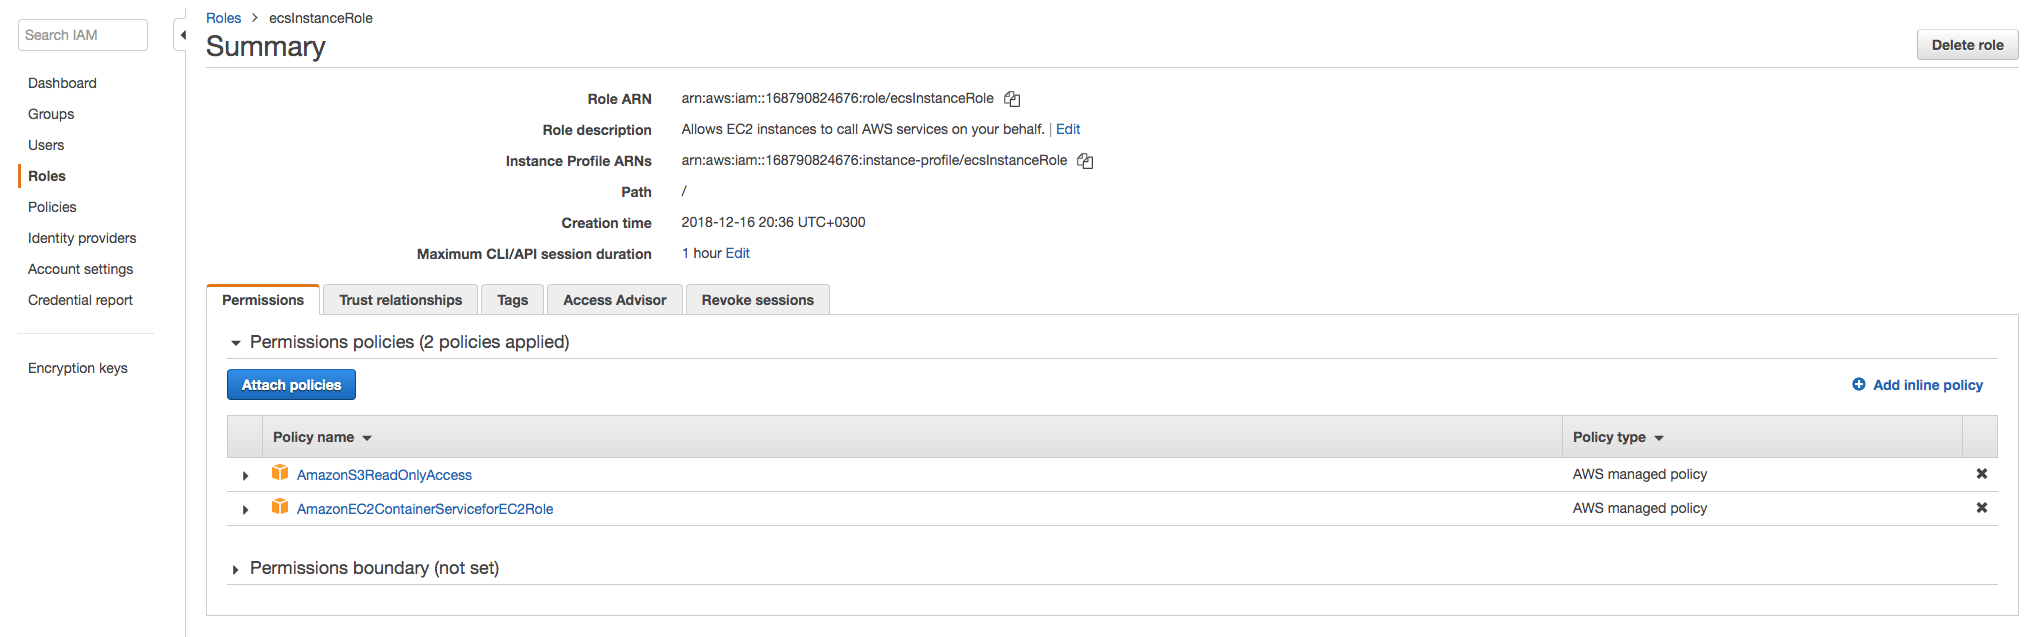 Search IAM
Dashboard
Groups
Users
Roles
Policies
Identity providers
Account settings
Credential report
Encryption keys
Roles > ecsInstanceRole
Summary
Delete role
Role ARN arn:aws:iam::168790824676:role/ecsInstanceRole
Role description Allows EC2 instances to call AWS services on your behalf. | Edit
Instance Profile ARNs arn:aws:iam::168790824676:instance-profile/ecsInstanceRole
Path /
Creation time 2018-12-16 20:36 UTC+0300
Maximum CLI/API session duration 1 hour Edit
Permissions Trust relationships Tags Access Advisor Revoke sessions
Permissions policies (2 policies applied)
Attach policies Add inline policy
Policy name Policy type
AmazonS3ReadOnlyAccess AWS managed policy
AmazonEC2ContainerServiceforEC2Role AWS managed policy
Permissions boundary (not set)